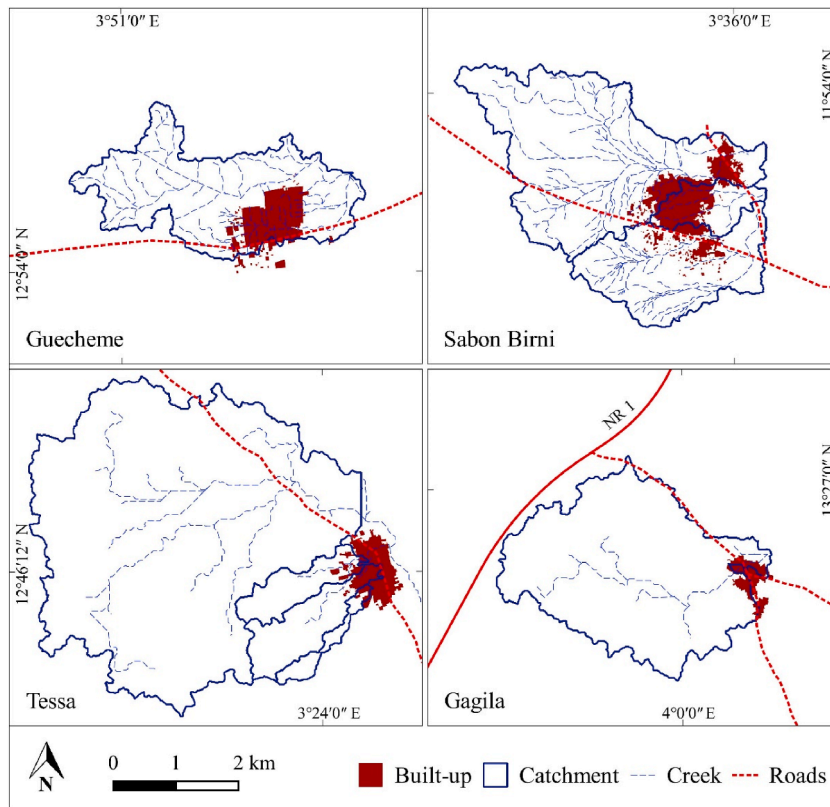 3°51′0″ E
3°36′0″ E
12°54′0″ N
Guecheme
11°54′0″ N
Sabon Birni
12°46′12″ N
Tessa
3°24′0″ E
NR 1
13°27′0″ N
Gagila
4°0′0″ E
N
0 1 2 km
Built-up Catchment Creek Roads